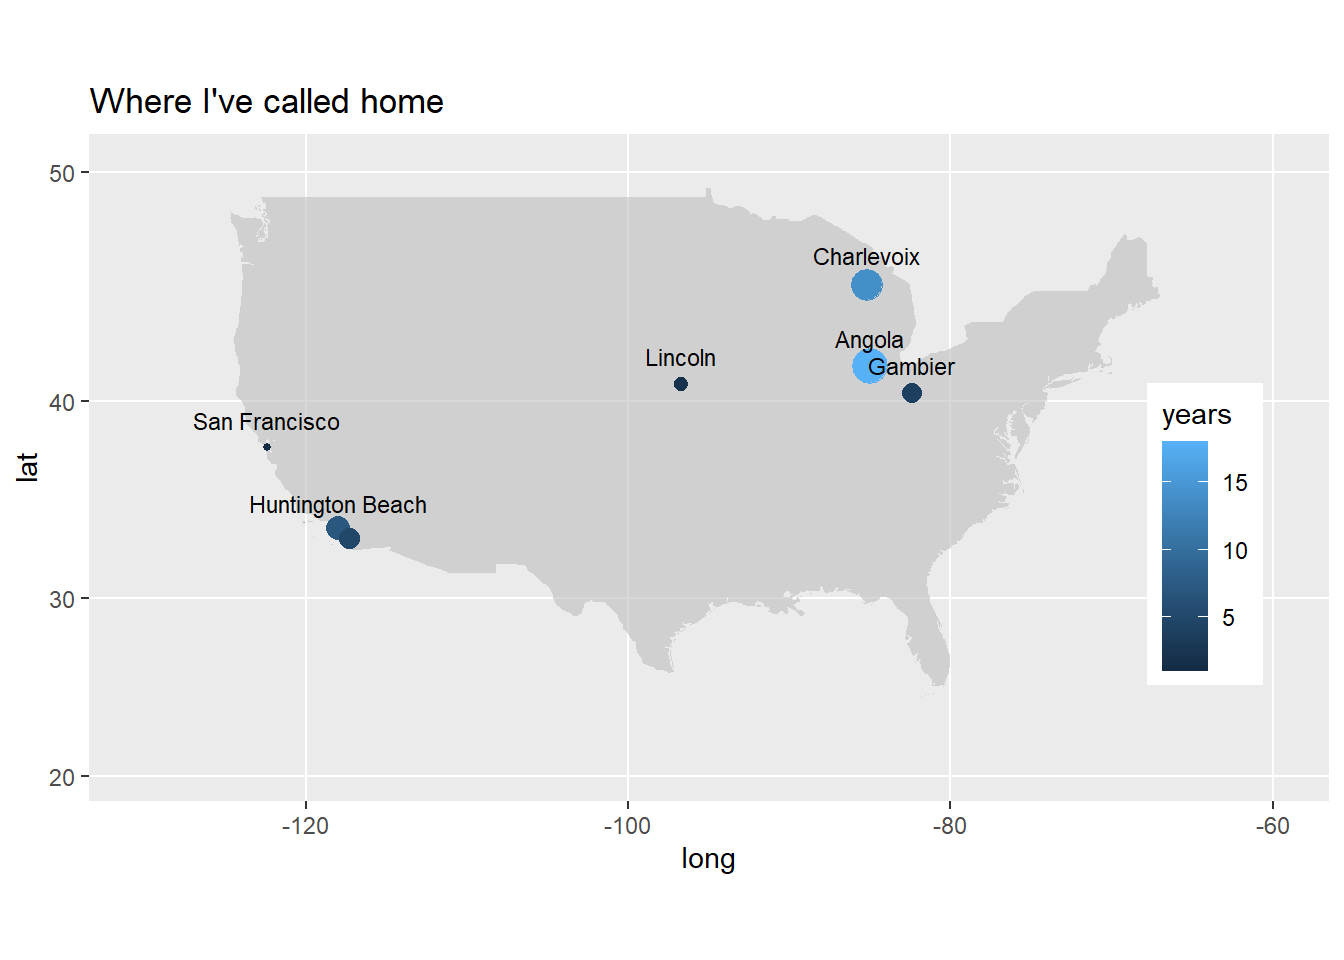 Where I've called home
50
Charlevoix
Angola
Lincoln
Gambier
40
San Francisco
years
lat
15
Huntington Beach
10
30
5
20
-120
-100
-80
-60
long